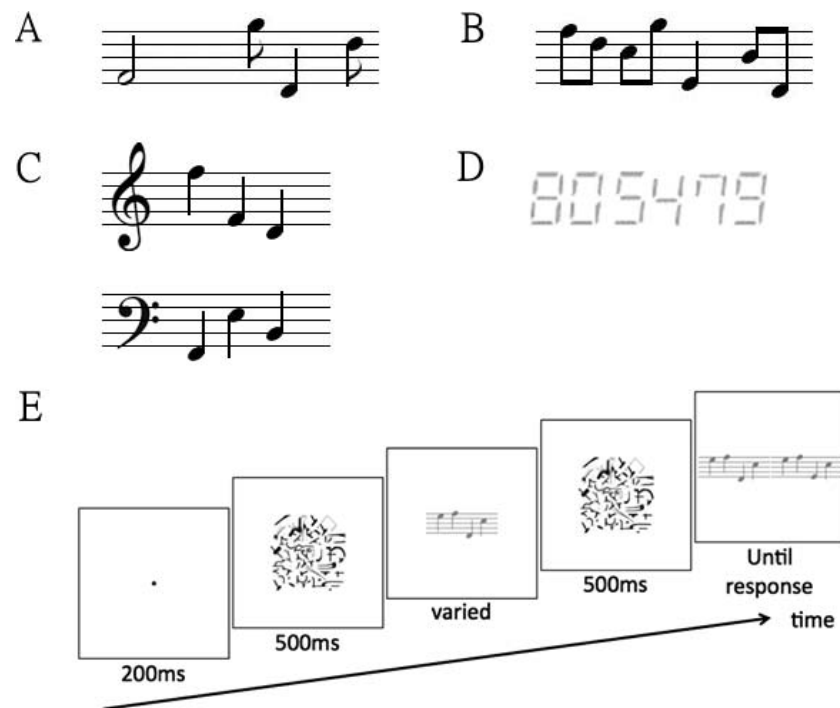 A
B
C
D
805479
E
200ms
500ms
varied
500ms
Until
response
time